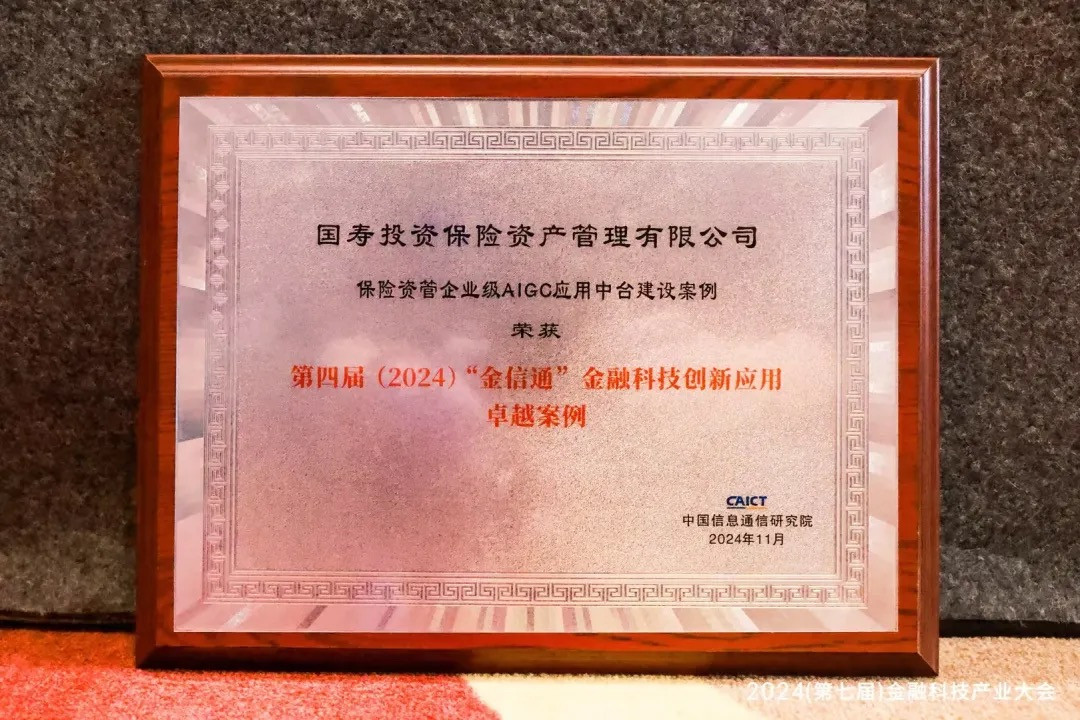 国寿投资保险资产管理有限公司
保险资管企业级AIGC应用中台建设案例
荣获
第四届（2024）“金信通”金融科技创新应用
卓越案例
CAICT
中国信息通信研究院
2024年11月
2024(第七届)金融科技产业大会